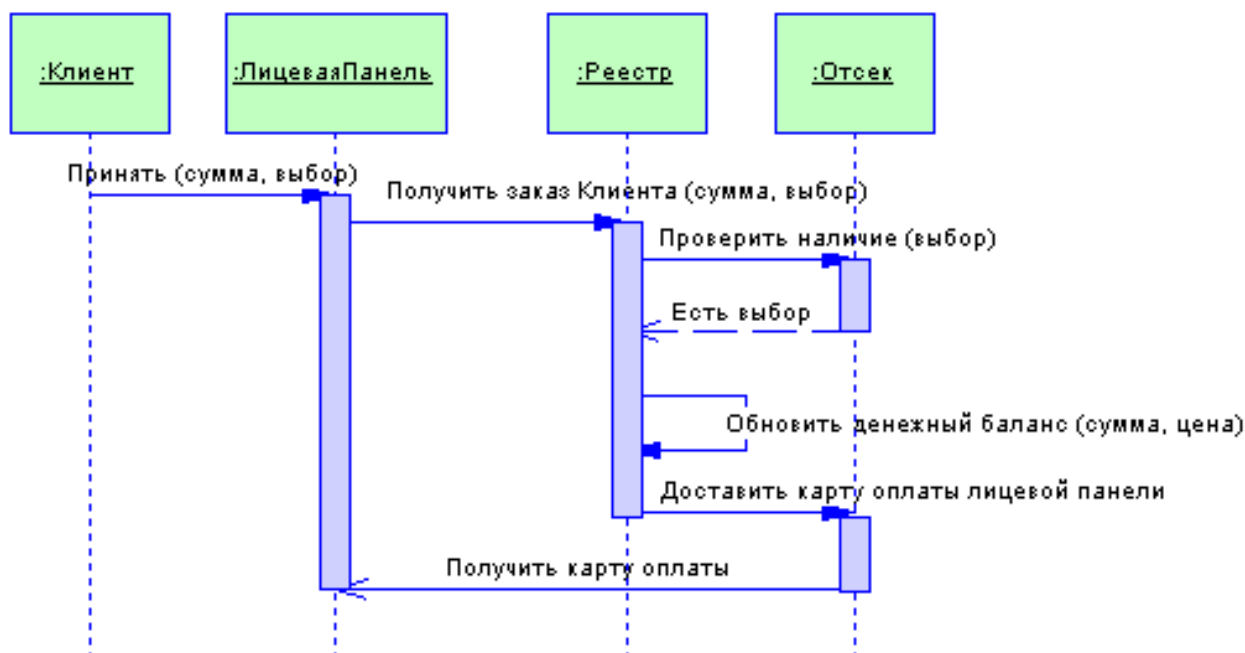 :Клиент
:ЛицеваяПанель
:Реестр
:Отсек
Принять (сумма, выбор)
Получить заказ Клиента (сумма, выбор)
Проверить наличие (выбор)
Есть выбор
Обновить денежный баланс (сумма, цена)
Доставить карту оплаты лицевой панели
Получить карту оплаты